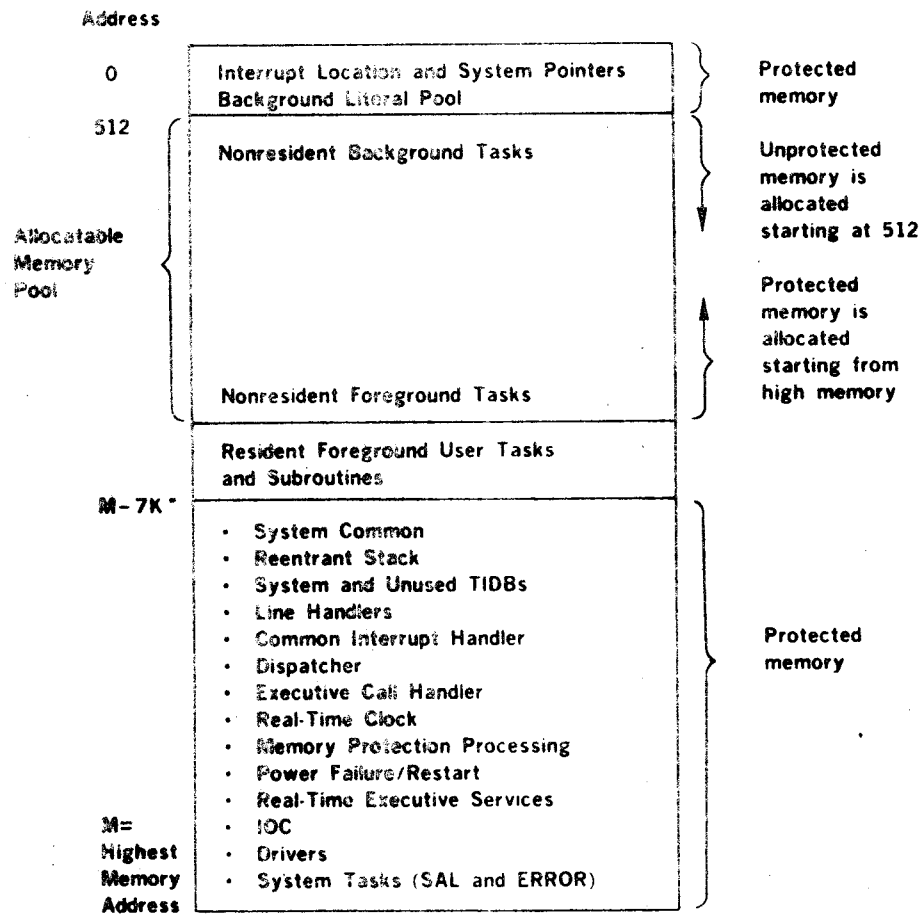 Address
0
Interrupt Location and System Pointers
Background Literal Pool
Protected
memory
512
Nonresident Background Tasks
Unprotected
memory is
allocated
starting at 512
Allocatable
Memory
Pool
Protected
memory is
allocated
starting from
high memory
Nonresident Foreground Tasks
Resident Foreground User Tasks
and Subroutines
M-7K*
• System Common
• Reentrant Stack
• System and Unused TIDBs
• Line Handlers
• Common Interrupt Handler
• Dispatcher
• Executive Call Handler
• Real-Time Clock
• Memory Protection Processing
• Power Failure/Restart
• Real-Time Executive Services
• IOC
• Drivers
• System Tasks (SAL and ERROR)
Protected
memory
M=
Highest
Memory
Address